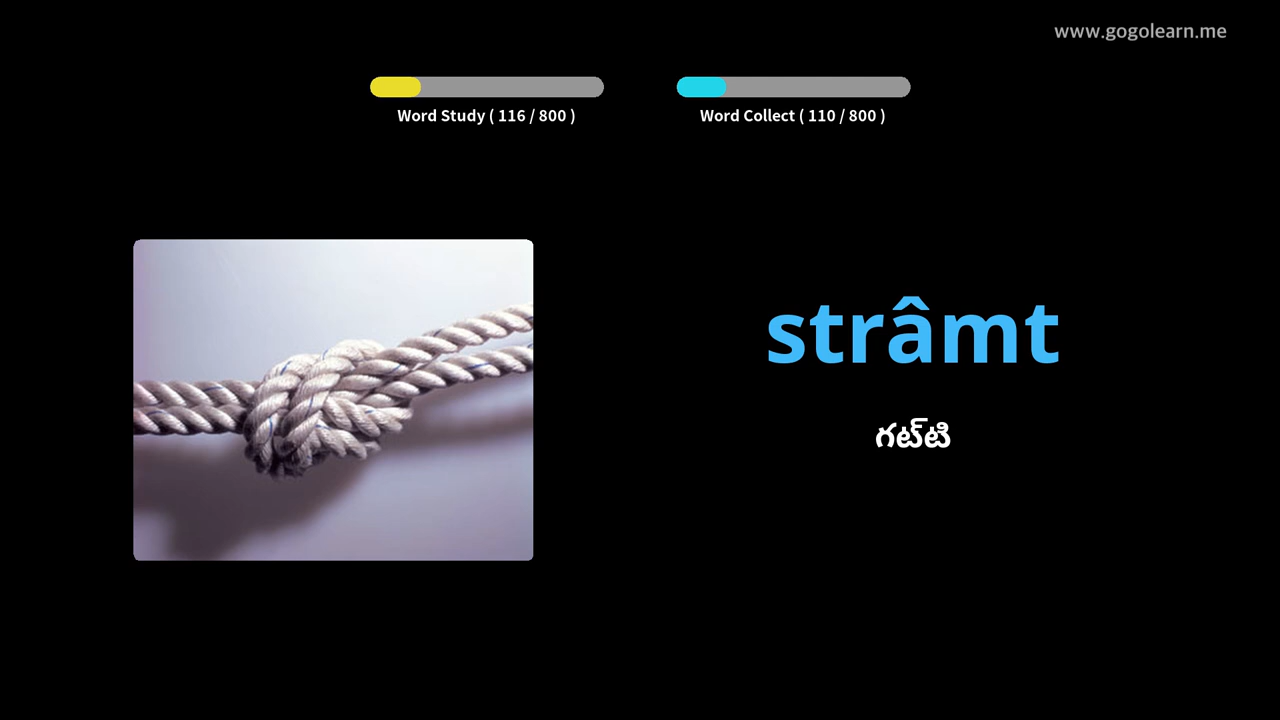 www.gogolearn.me
Word Study ( 116 / 800 )
Word Collect ( 110 / 800 )
strâmt
గట్టి